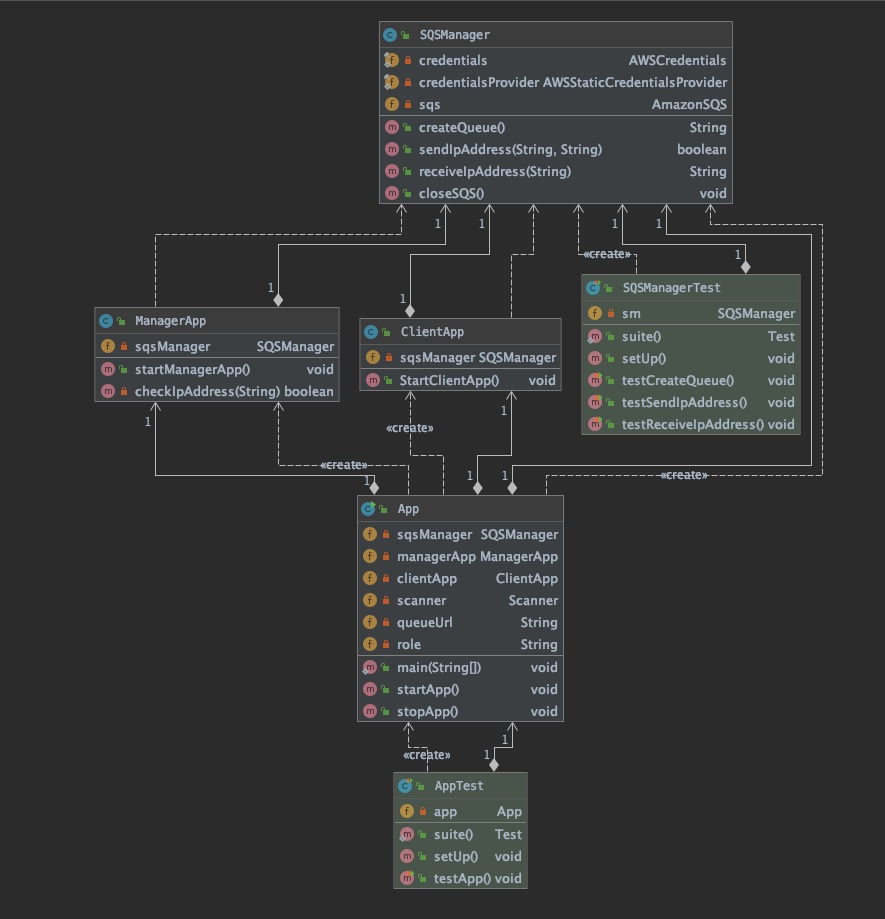 SQSManager
credentials AWSCredentials
credentialsProvider AWSStaticCredentialsProvider
sqs AmazonSQS
createQueue() String
sendIpAddress(String, String) boolean
receiveIpAddress(String) String
closeSQS() void
1 1 1 1
«create»
1
1
1
SQSManagerTest
sm SQSManager
suite() Test
setUp() void
testCreateQueue() void
testSendIpAddress() void
testReceiveIpAddress() void
ManagerApp
sqsManager SQSManager
startManagerApp() void
checkIpAddress(String) boolean
ClientApp
sqsManager SQSManager
StartClientApp() void
1
1
«create»
«create»
«create»
1 1 1
App
sqsManager SQSManager
managerApp ManagerApp
clientApp ClientApp
scanner Scanner
queueUrl String
role String
main(String[]) void
startApp() void
stopApp() void
1
«create» 1
AppTest
app App
suite() Test
setUp() void
testApp() void